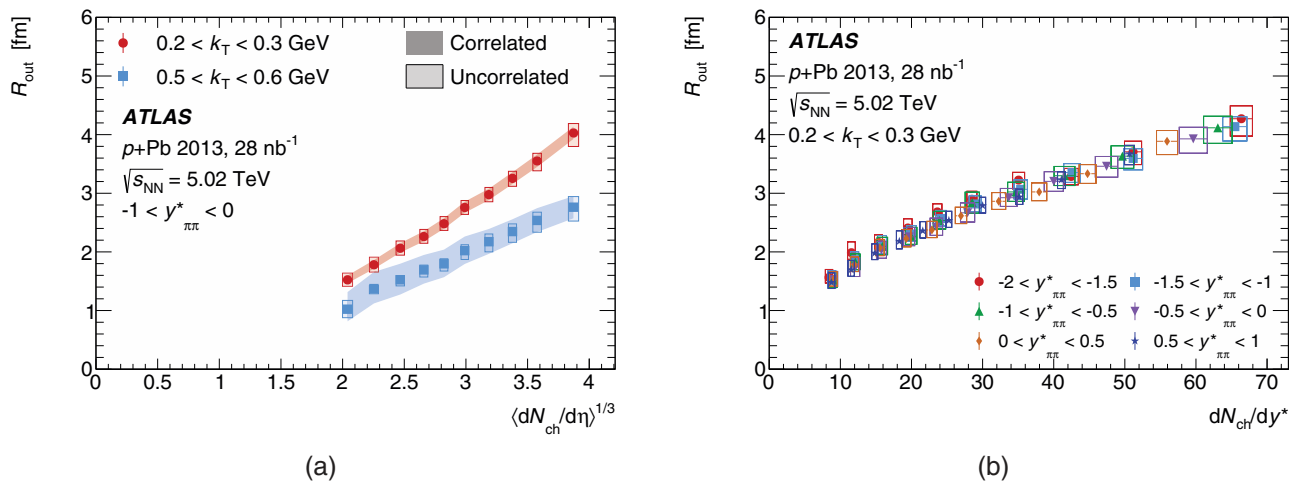 R_out [fm]
6
5
4
3
2
1
0
0.2 < k_T < 0.3 GeV
0.5 < k_T < 0.6 GeV
Correlated
Uncorrelated
ATLAS
p+Pb 2013, 28 nb^-1
√s_NN = 5.02 TeV
-1 < y*_ππ < 0
0 0.5 1 1.5 2 2.5 3 3.5 4
⟨dN_ch/dη⟩^1/3
(a)
R_out [fm]
6
5
4
3
2
1
0
ATLAS
p+Pb 2013, 28 nb^-1
√s_NN = 5.02 TeV
0.2 < k_T < 0.3 GeV
-2 < y*_ππ < -1.5
-1.5 < y*_ππ < -1
-1 < y*_ππ < -0.5
-0.5 < y*_ππ < 0
0 < y*_ππ < 0.5
0.5 < y*_ππ < 1
0 10 20 30 40 50 60 70
dN_ch/dy*
(b)